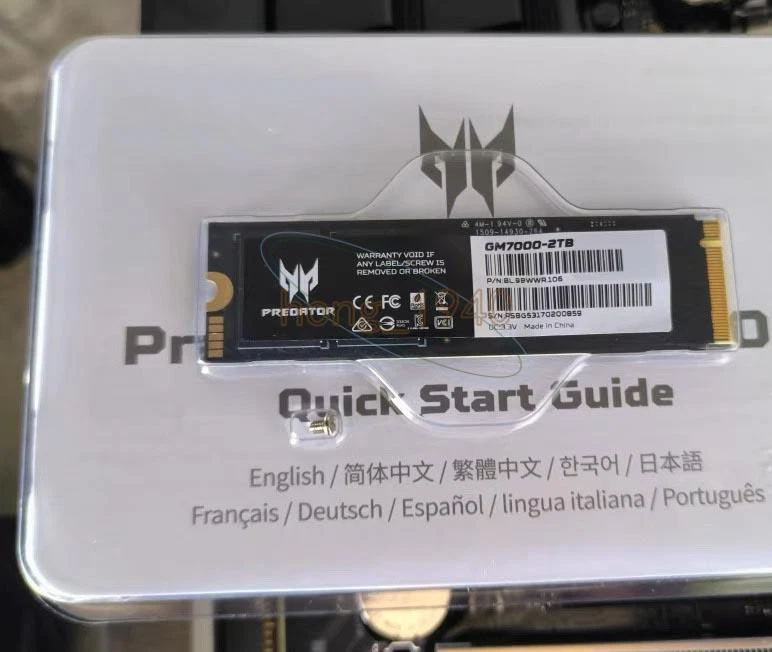 4M-1 94V-0
WARRANTY VOID IF
ANY LABEL/SCREW IS
REMOVED OR BROKEN
PREDATOR
GM7000-2TB
P/N:BL.9BWWR.106
S/N:PSBG53170200859
DC:3.3V Made in China
Pr
Quick Start Guide
English / 简体中文 / 繁體中文 / 한국어 / 日本語
Français / Deutsch / Español / lingua italiana / Português